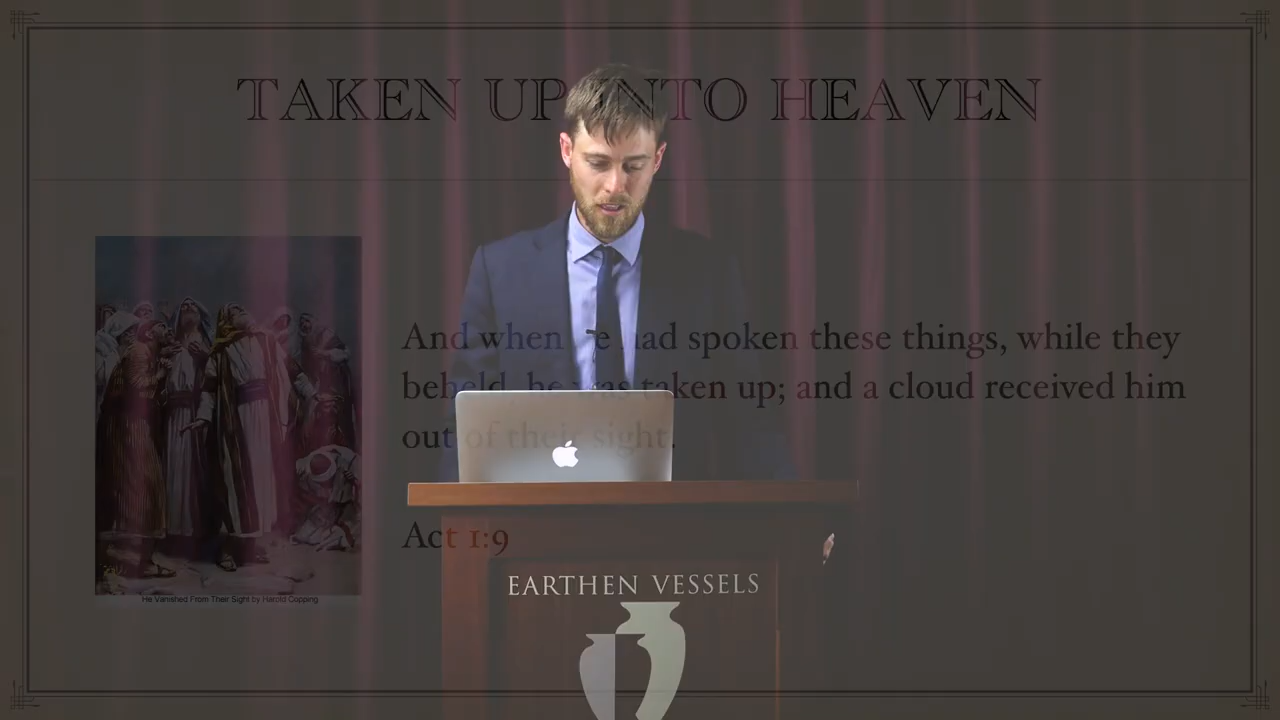 TAKEN UP INTO HEAVEN
And when he had spoken these things, while they
beheld, he was taken up; and a cloud received him
out of their sight.
Act 1:9
He Vanished From Their Sight by Harold Copping
EARTHEN VESSELS